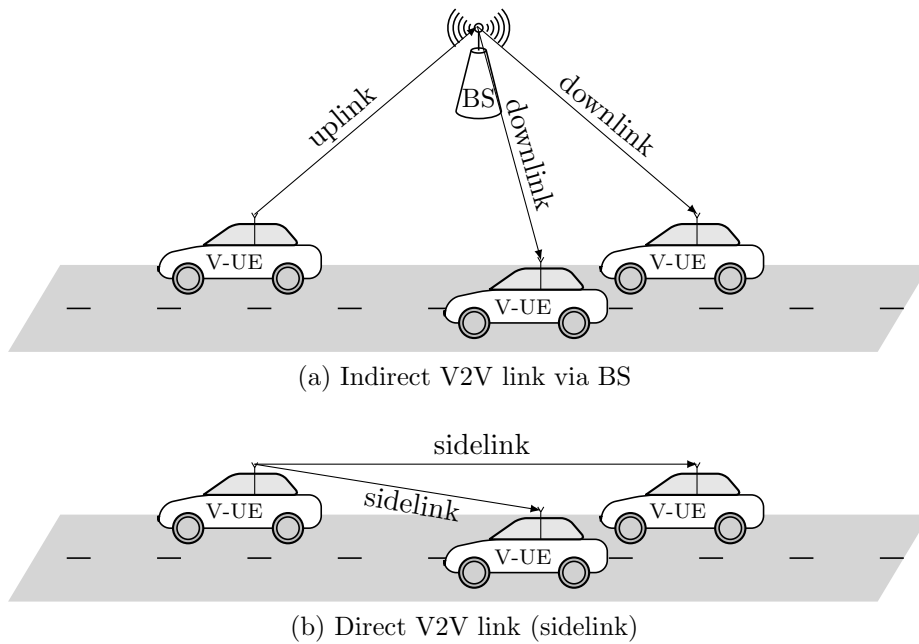 uplink
BS
downlink
downlink
V-UE
V-UE
V-UE
(a) Indirect V2V link via BS
sidelink
sidelink
V-UE
V-UE
V-UE
(b) Direct V2V link (sidelink)